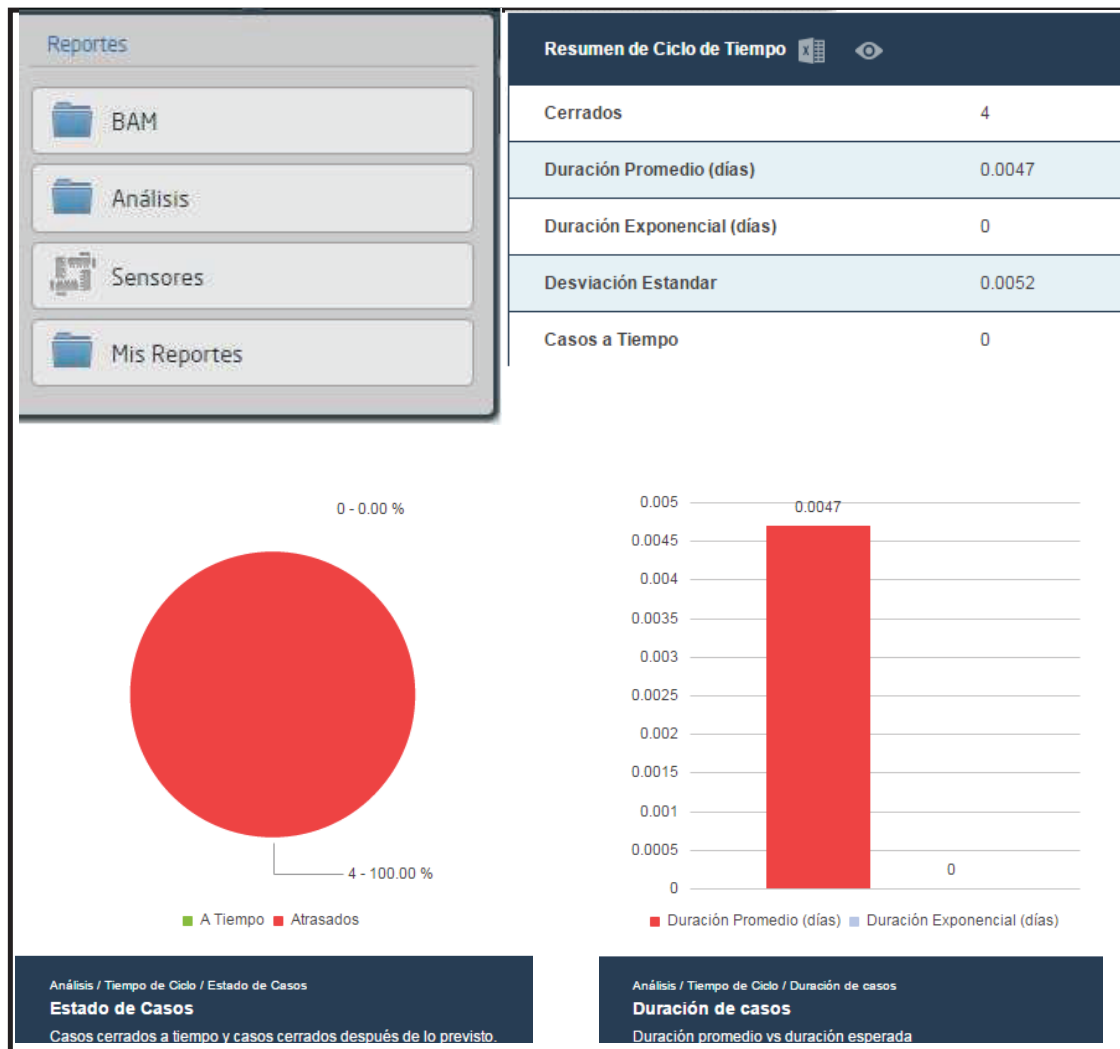 Reportes
BAM
Análisis
Sensores
Mis Reportes
Resumen de Ciclo de Tiempo
Cerrados 4
Duración Promedio (días) 0.0047
Duración Exponencial (días) 0
Desviación Estandar 0.0052
Casos a Tiempo 0
0 - 0.00 %
4 - 100.00 %
A Tiempo Atrasados
0.005
0.0047
0.0045
0.004
0.0035
0.003
0.0025
0.002
0.0015
0.001
0.0005
0
0
Duración Promedio (días) Duración Exponencial (días)
Análisis / Tiempo de Ciclo / Estado de Casos
Estado de Casos
Casos cerrados a tiempo y casos cerrados después de lo previsto.
Análisis / Tiempo de Ciclo / Duración de casos
Duración de casos
Duración promedio vs duración esperada